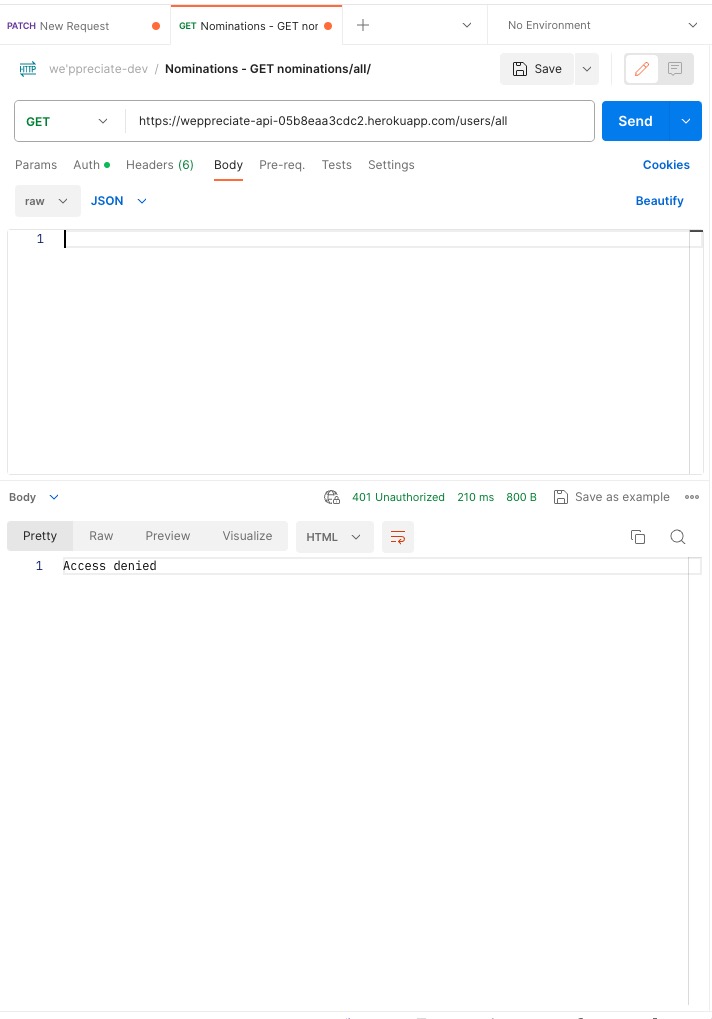 PATCH New Request
GET Nominations - GET nor
No Environment
HTTP we'ppreciate-dev / Nominations - GET nominations/all/
Save
GET https://weppreciate-api-05b8eaa3cdc2.herokuapp.com/users/all Send
Params Auth Headers (6) Body Pre-req. Tests Settings Cookies
raw JSON Beautify
1
Body 401 Unauthorized 210 ms 800 B Save as example
Pretty Raw Preview Visualize HTML
1 Access denied